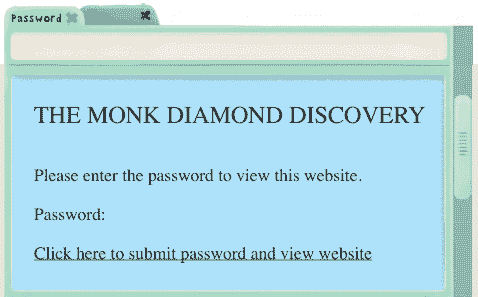 Password
THE MONK DIAMOND DISCOVERY
Please enter the password to view this website.
Password:
Click here to submit password and view website